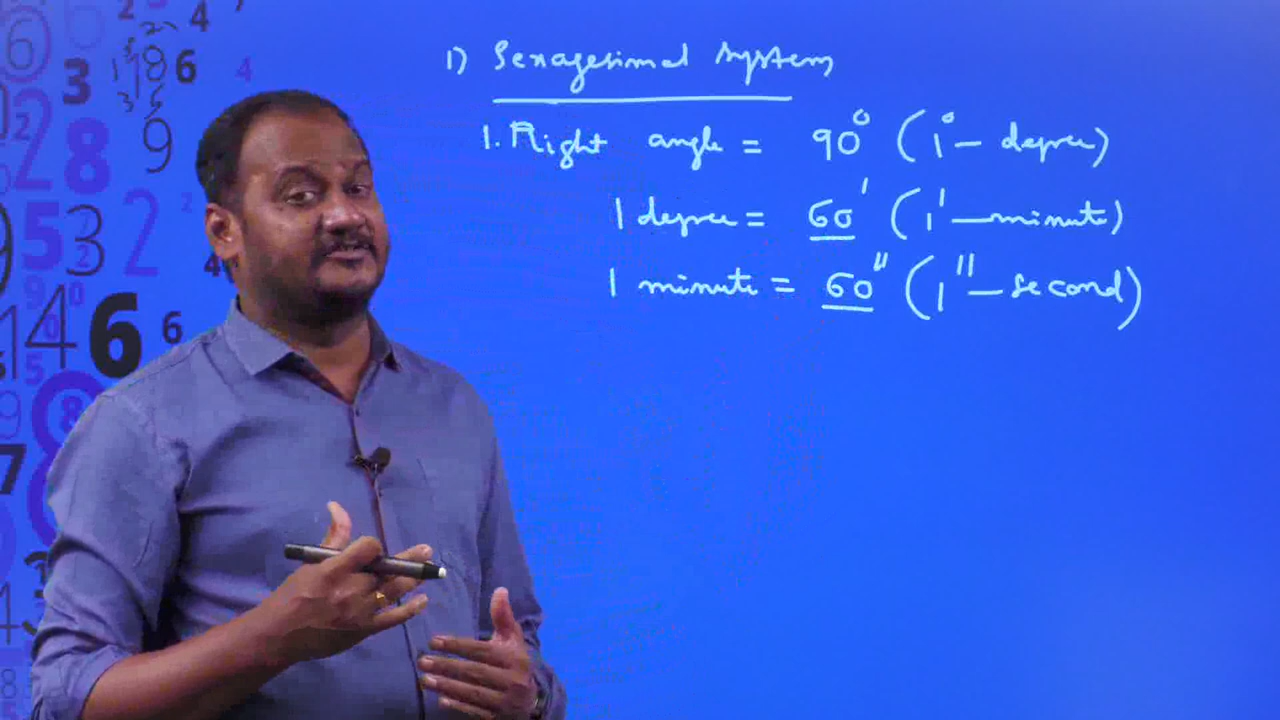 1) Sexagesimal system
1. Right angle = 90° (1° - degree)
1 degree = 60' (1' - minute)
1 minute = 60" (1" - second)